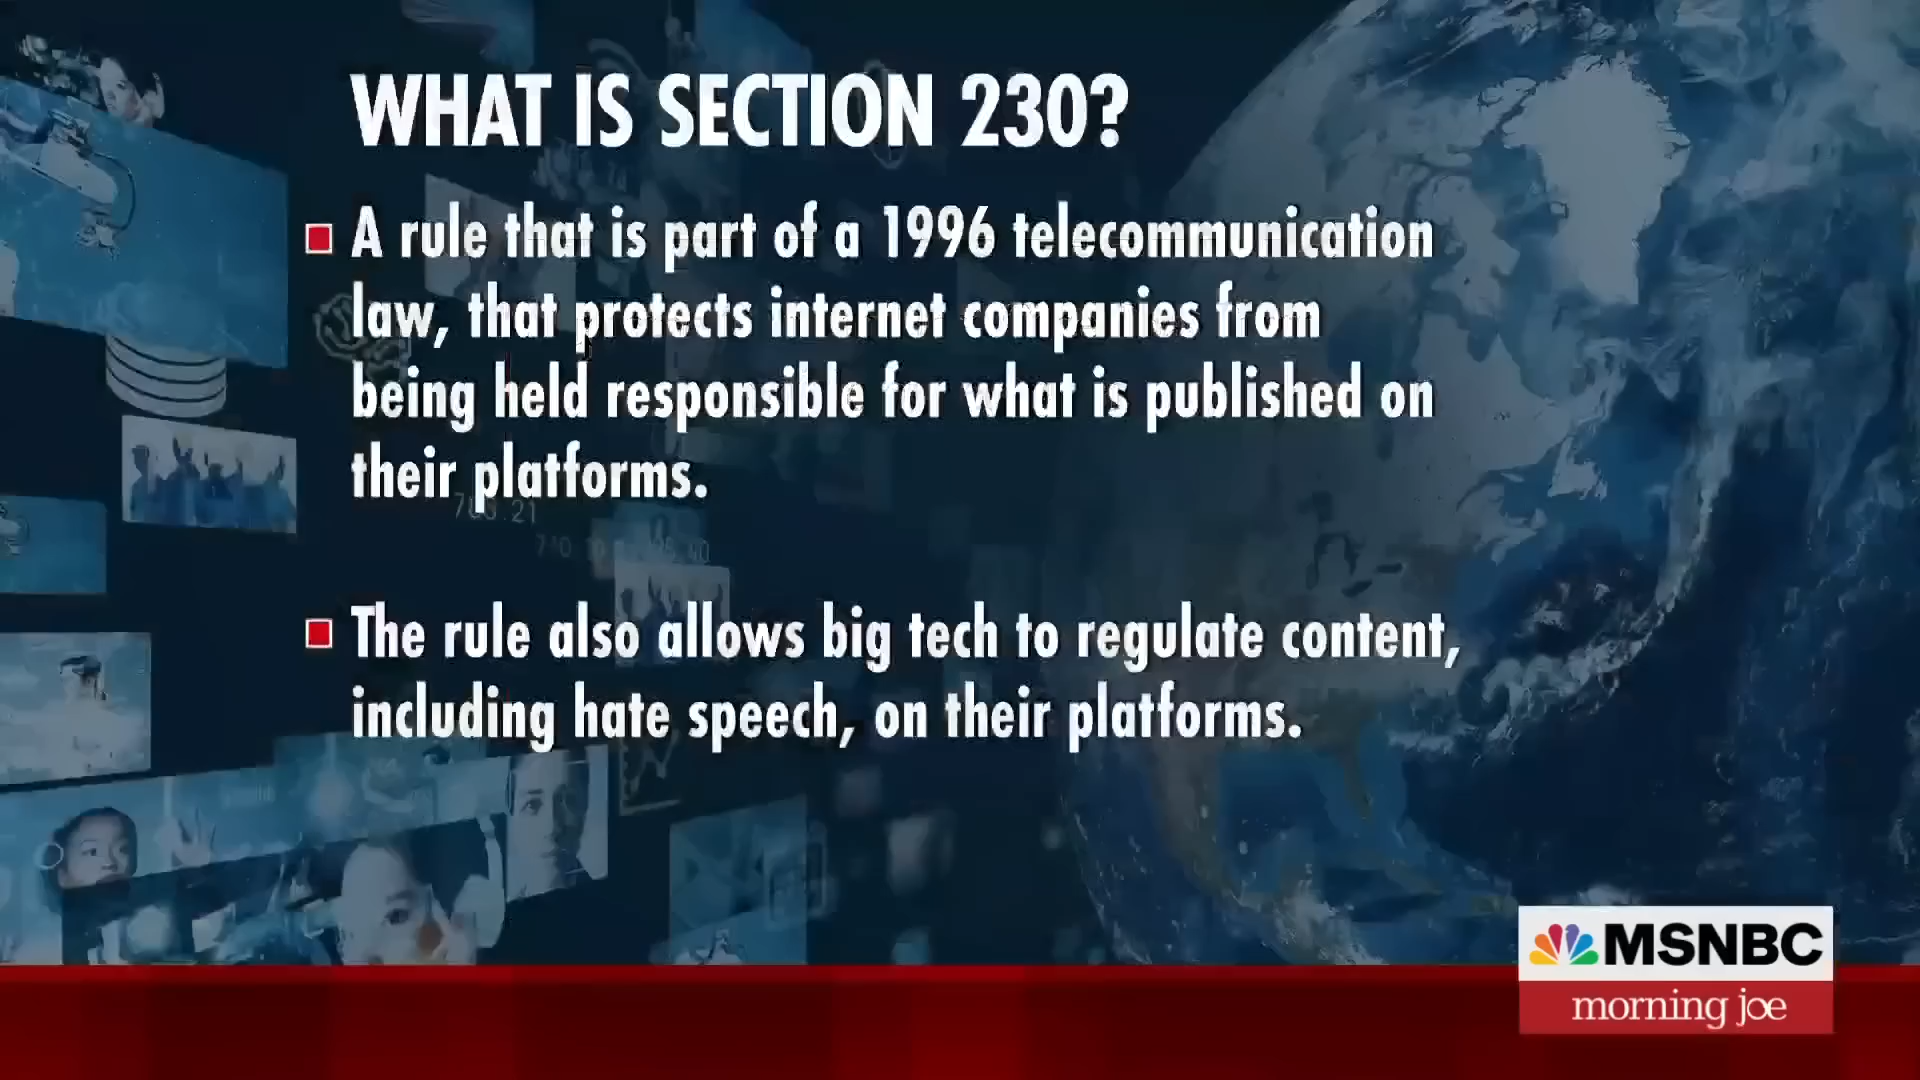 WHAT IS SECTION 230?
A rule that is part of a 1996 telecommunication
law, that protects internet companies from
being held responsible for what is published on
their platforms.
The rule also allows big tech to regulate content,
including hate speech, on their platforms.
MSNBC
morning joe